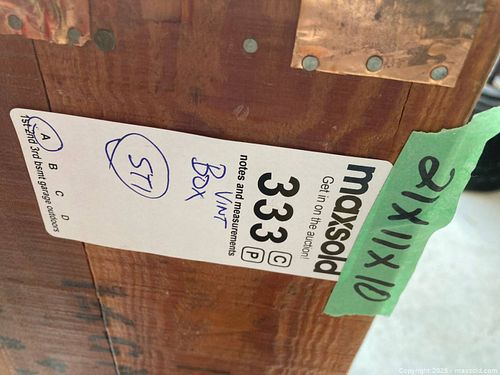 maxsold
Get in on the auction!
333 C P
notes and measurements
VINT
BOX
ST1
A B C D
1st 2nd 3rd bsmt garage outdoors
21X11X10
Copyright 2025 - maxsold.com